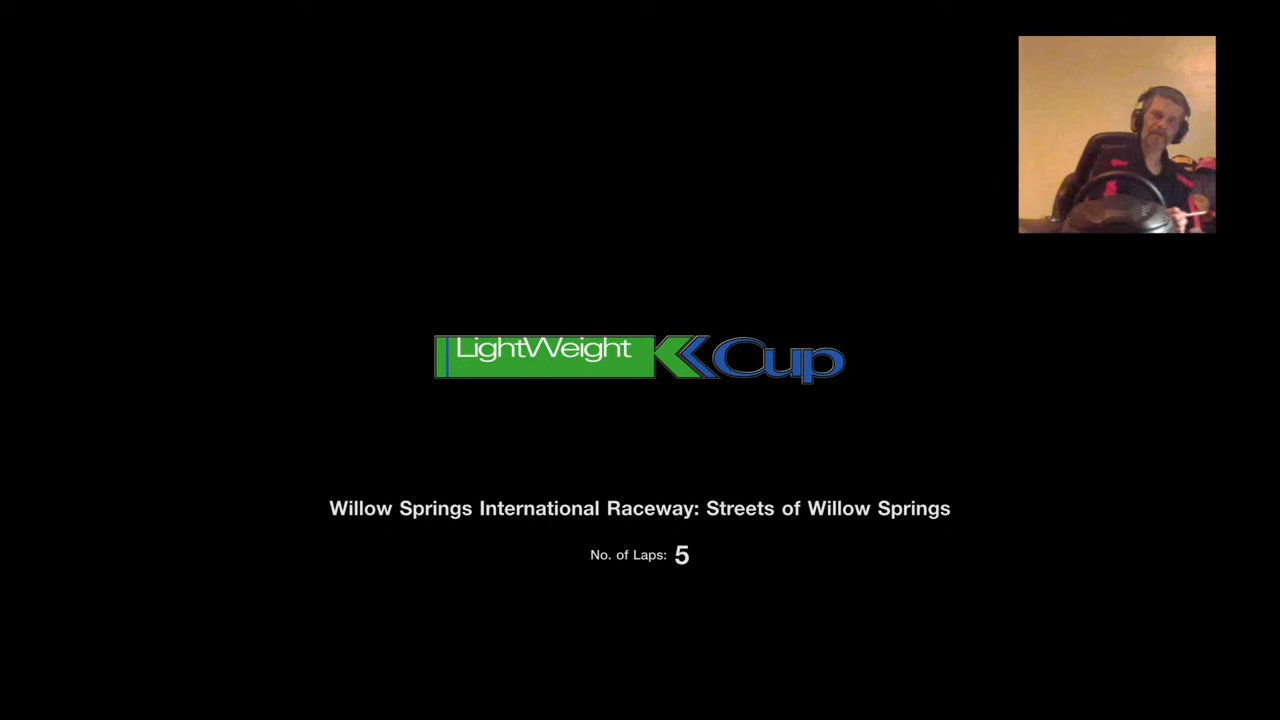 LightWeight K Cup
Willow Springs International Raceway: Streets of Willow Springs
No. of Laps: 5